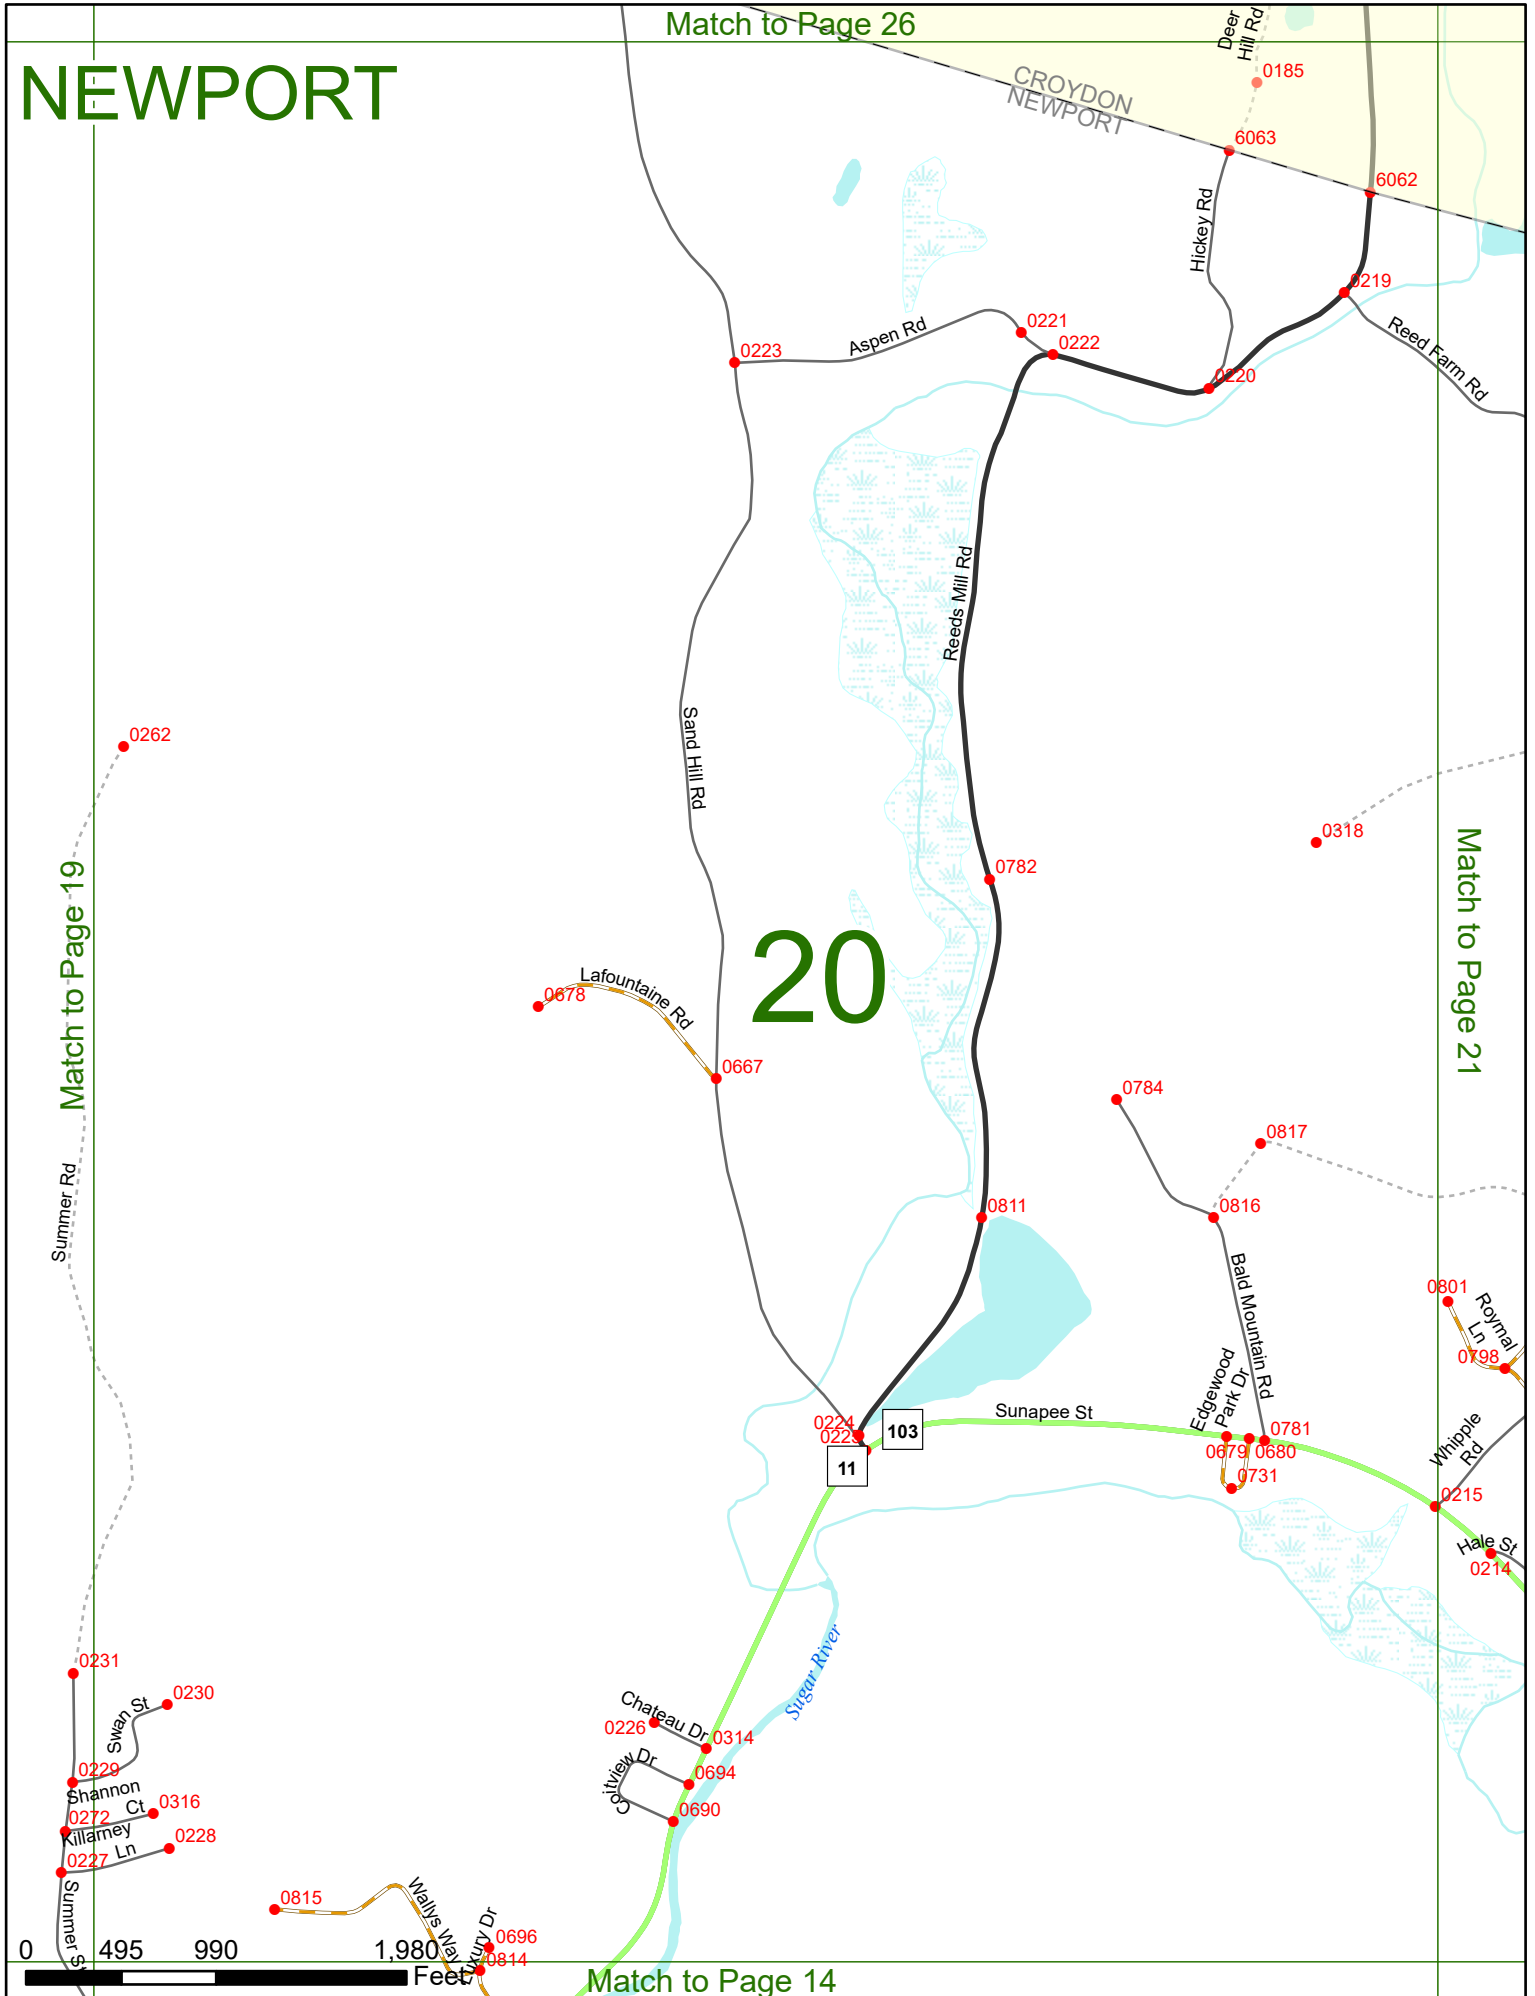 Match to Page 26
NEWPORT
Deer
Hill Rd
0185
CROYDON
NEWPORT
6063
6062
Hickey Rd
0219
0221
Aspen Rd
0222
0223
Reed Farm Rd
0220
Reeds Mill Rd
Sand Hill Rd
0262
0318
Match to Page 19
Match to Page 21
0782
20
Lafountaine Rd
0678
0667
0784
0817
Summer Rd
0816
0811
Bald Mountain Rd
0801
Roymal
Ln
0798
Edgewood
Park Dr
Sunapee St
103
0224
0225
11
0781
0679
0680
0731
Whipple
Rd
0215
Hale St
0214
Sugar River
0231
Swan St
0230
Chateau Dr
0226
0314
0229
Coitview Dr
0694
Shannon
Ct
0316
0690
0272
Killarney
Ln
0228
0227
Summer St
0815
Wallys Way
Luxury Dr
0696
0814
0 495 990 1,980
Feet
Match to Page 14